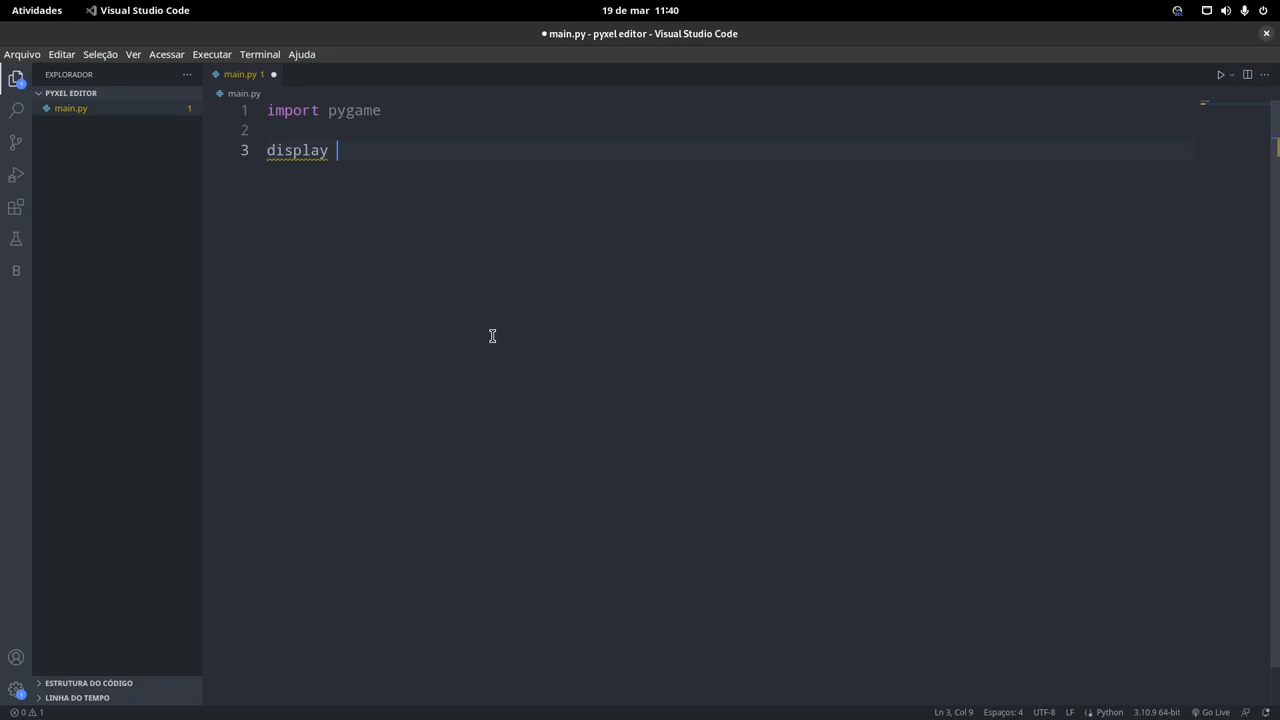 Atividades
Visual Studio Code
19 de mar 11:40
● main.py - pyxel editor - Visual Studio Code
Arquivo Editar Seleção Ver Acessar Executar Terminal Ajuda
EXPLORADOR
main.py 1
PYXEL EDITOR
main.py
main.py 1
1 import pygame
2
3 display
B
ESTRUTURA DO CÓDIGO
LINHA DO TEMPO
0 1
Ln 3, Col 9
Espaços: 4
UTF-8
LF
Python
3.10.9 64-bit
Go Live